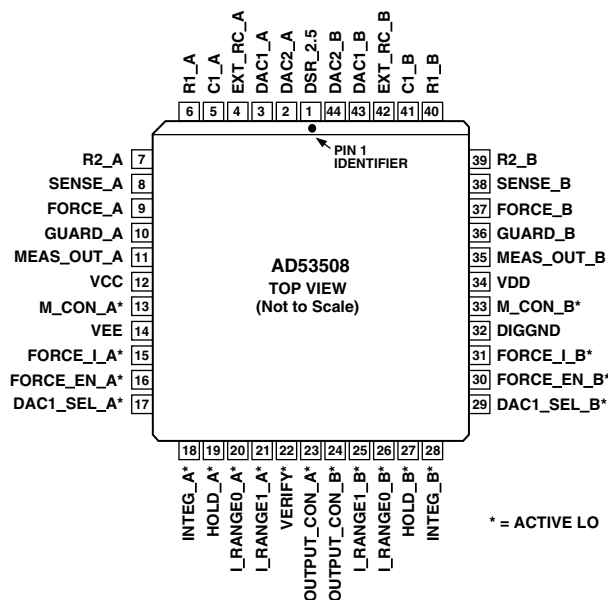 R1_A
C1_A
EXT_RC_A
DAC1_A
DAC2_A
DSR_2.5
DAC2_B
DAC1_B
EXT_RC_B
C1_B
R1_B
6 5 4 3 2 1 44 43 42 41 40
PIN 1
IDENTIFIER
R2_A 7
SENSE_A 8
FORCE_A 9
GUARD_A 10
MEAS_OUT_A 11
VCC 12
M_CON_A* 13
VEE 14
FORCE_I_A* 15
FORCE_EN_A* 16
DAC1_SEL_A* 17
AD53508
TOP VIEW
(Not to Scale)
39 R2_B
38 SENSE_B
37 FORCE_B
36 GUARD_B
35 MEAS_OUT_B
34 VDD
33 M_CON_B*
32 DIGGND
31 FORCE_I_B*
30 FORCE_EN_B*
29 DAC1_SEL_B*
18 19 20 21 22 23 24 25 26 27 28
INTEG_A*
HOLD_A*
I_RANGE0_A*
I_RANGE1_A*
VERIFY*
OUTPUT_CON_A*
OUTPUT_CON_B*
I_RANGE1_B*
I_RANGE0_B*
HOLD_B*
INTEG_B*
* = ACTIVE LO